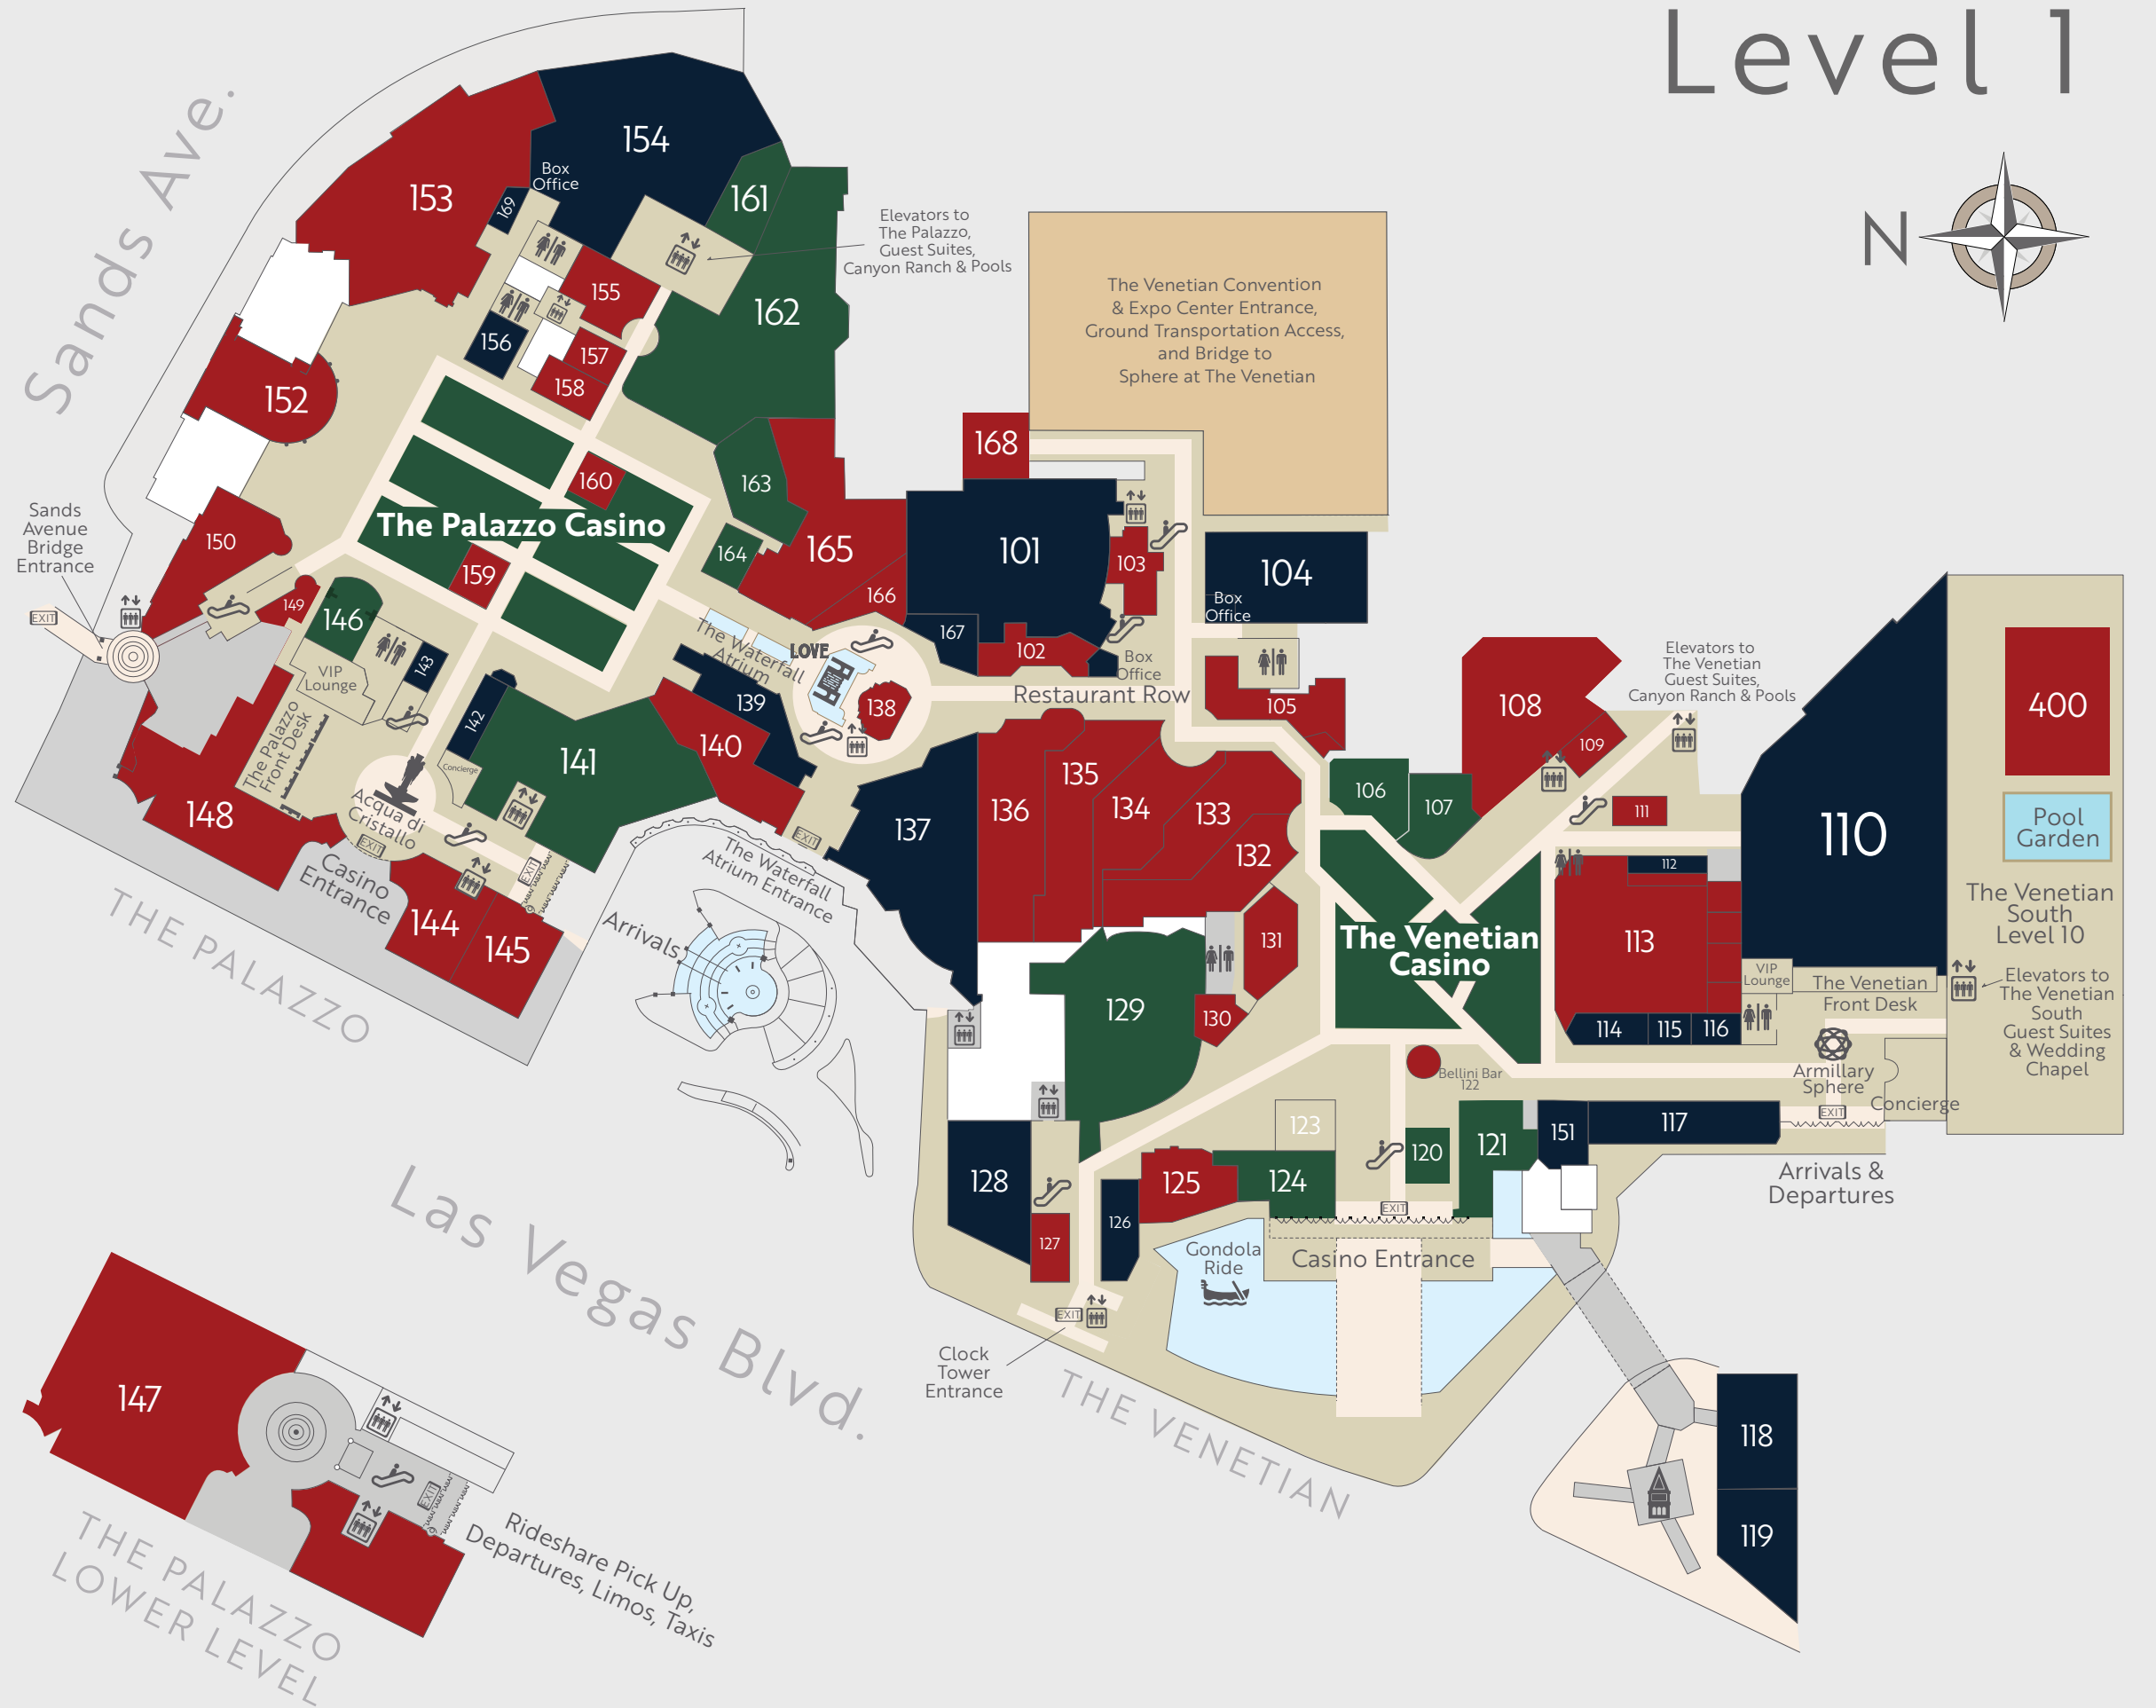 Level 1
N
Sands Ave.
154
153
Box
Office
169
161
Elevators to
The Palazzo,
Guest Suites,
Canyon Ranch & Pools
155
162
156
157
158
152
The Venetian Convention
& Expo Center Entrance,
Ground Transportation Access,
and Bridge to
Sphere at The Venetian
168
160
163
The Palazzo Casino
150
Sands
Avenue
Bridge
Entrance
EXIT
159
164
165
166
101
103
104
Box
Office
149
146
VIP
Lounge
143
The Waterfall
Atrium
LOVE
167
102
Box
Office
Restaurant Row
105
138
139
142
141
140
Concierge
The Palazzo
Front Desk
Acqua di
Cristallo
148
EXIT
Casino
Entrance
EXIT
144
145
THE PALAZZO
EXIT
The Waterfall
Atrium Entrance
Arrivals
137
136
135
134
133
132
131
130
129
106
107
108
109
Elevators to
The Venetian
Guest Suites,
Canyon Ranch & Pools
111
112
110
400
Pool
Garden
The Venetian
South
Level 10
Elevators to
The Venetian
South
Guest Suites
& Wedding
Chapel
The Venetian
Casino
113
114
115
116
VIP
Lounge
The Venetian
Front Desk
Armillary
Sphere
Concierge
EXIT
Bellini Bar
122
123
124
120
121
151
117
Arrivals &
Departures
125
126
127
128
EXIT
Casino Entrance
Gondola
Ride
EXIT
Clock
Tower
Entrance
THE VENETIAN
Las Vegas Blvd.
118
119
147
EXIT
Rideshare Pick Up,
Departures, Limos, Taxis
THE PALAZZO
LOWER LEVEL